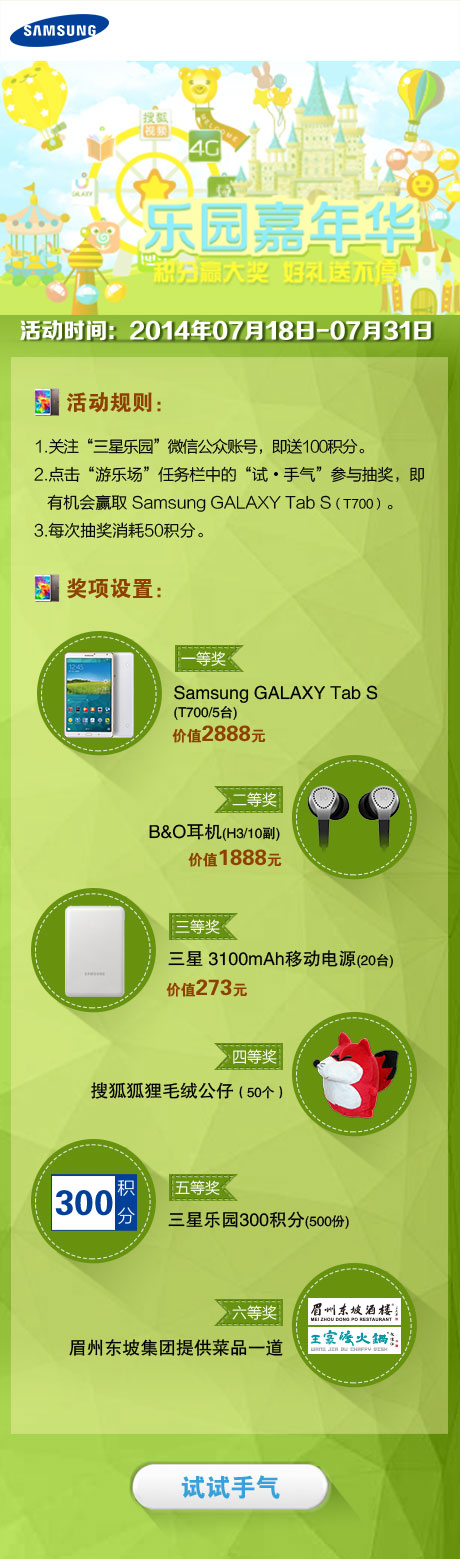 SAMSUNG
搜狐
视频
4G
WELCOME
GALAXY
乐园嘉年华
积分赢大奖 好礼送不停
活动时间：2014年07月18日-07月31日
活动规则：
1.关注“三星乐园”微信公众账号，即送100积分。
2.点击“游乐场”任务栏中的“试·手气”参与抽奖，即
有机会赢取 Samsung GALAXY Tab S（T700）。
3.每次抽奖消耗50积分。
奖项设置：
一等奖
Samsung GALAXY Tab S
(T700/5台)
价值2888元
二等奖
B&O耳机(H3/10副)
价值1888元
三等奖
三星 3100mAh移动电源(20台)
价值273元
SAMSUNG
四等奖
搜狐狐狸毛绒公仔（50个）
300积分
五等奖
三星乐园300积分(500份)
六等奖
眉州东坡集团提供菜品一道
眉州东坡酒楼
MEI ZHOU DONG PO RESTAURANT
王家渡火锅
WANG JIA DU CHAFFY DISH
试试手气